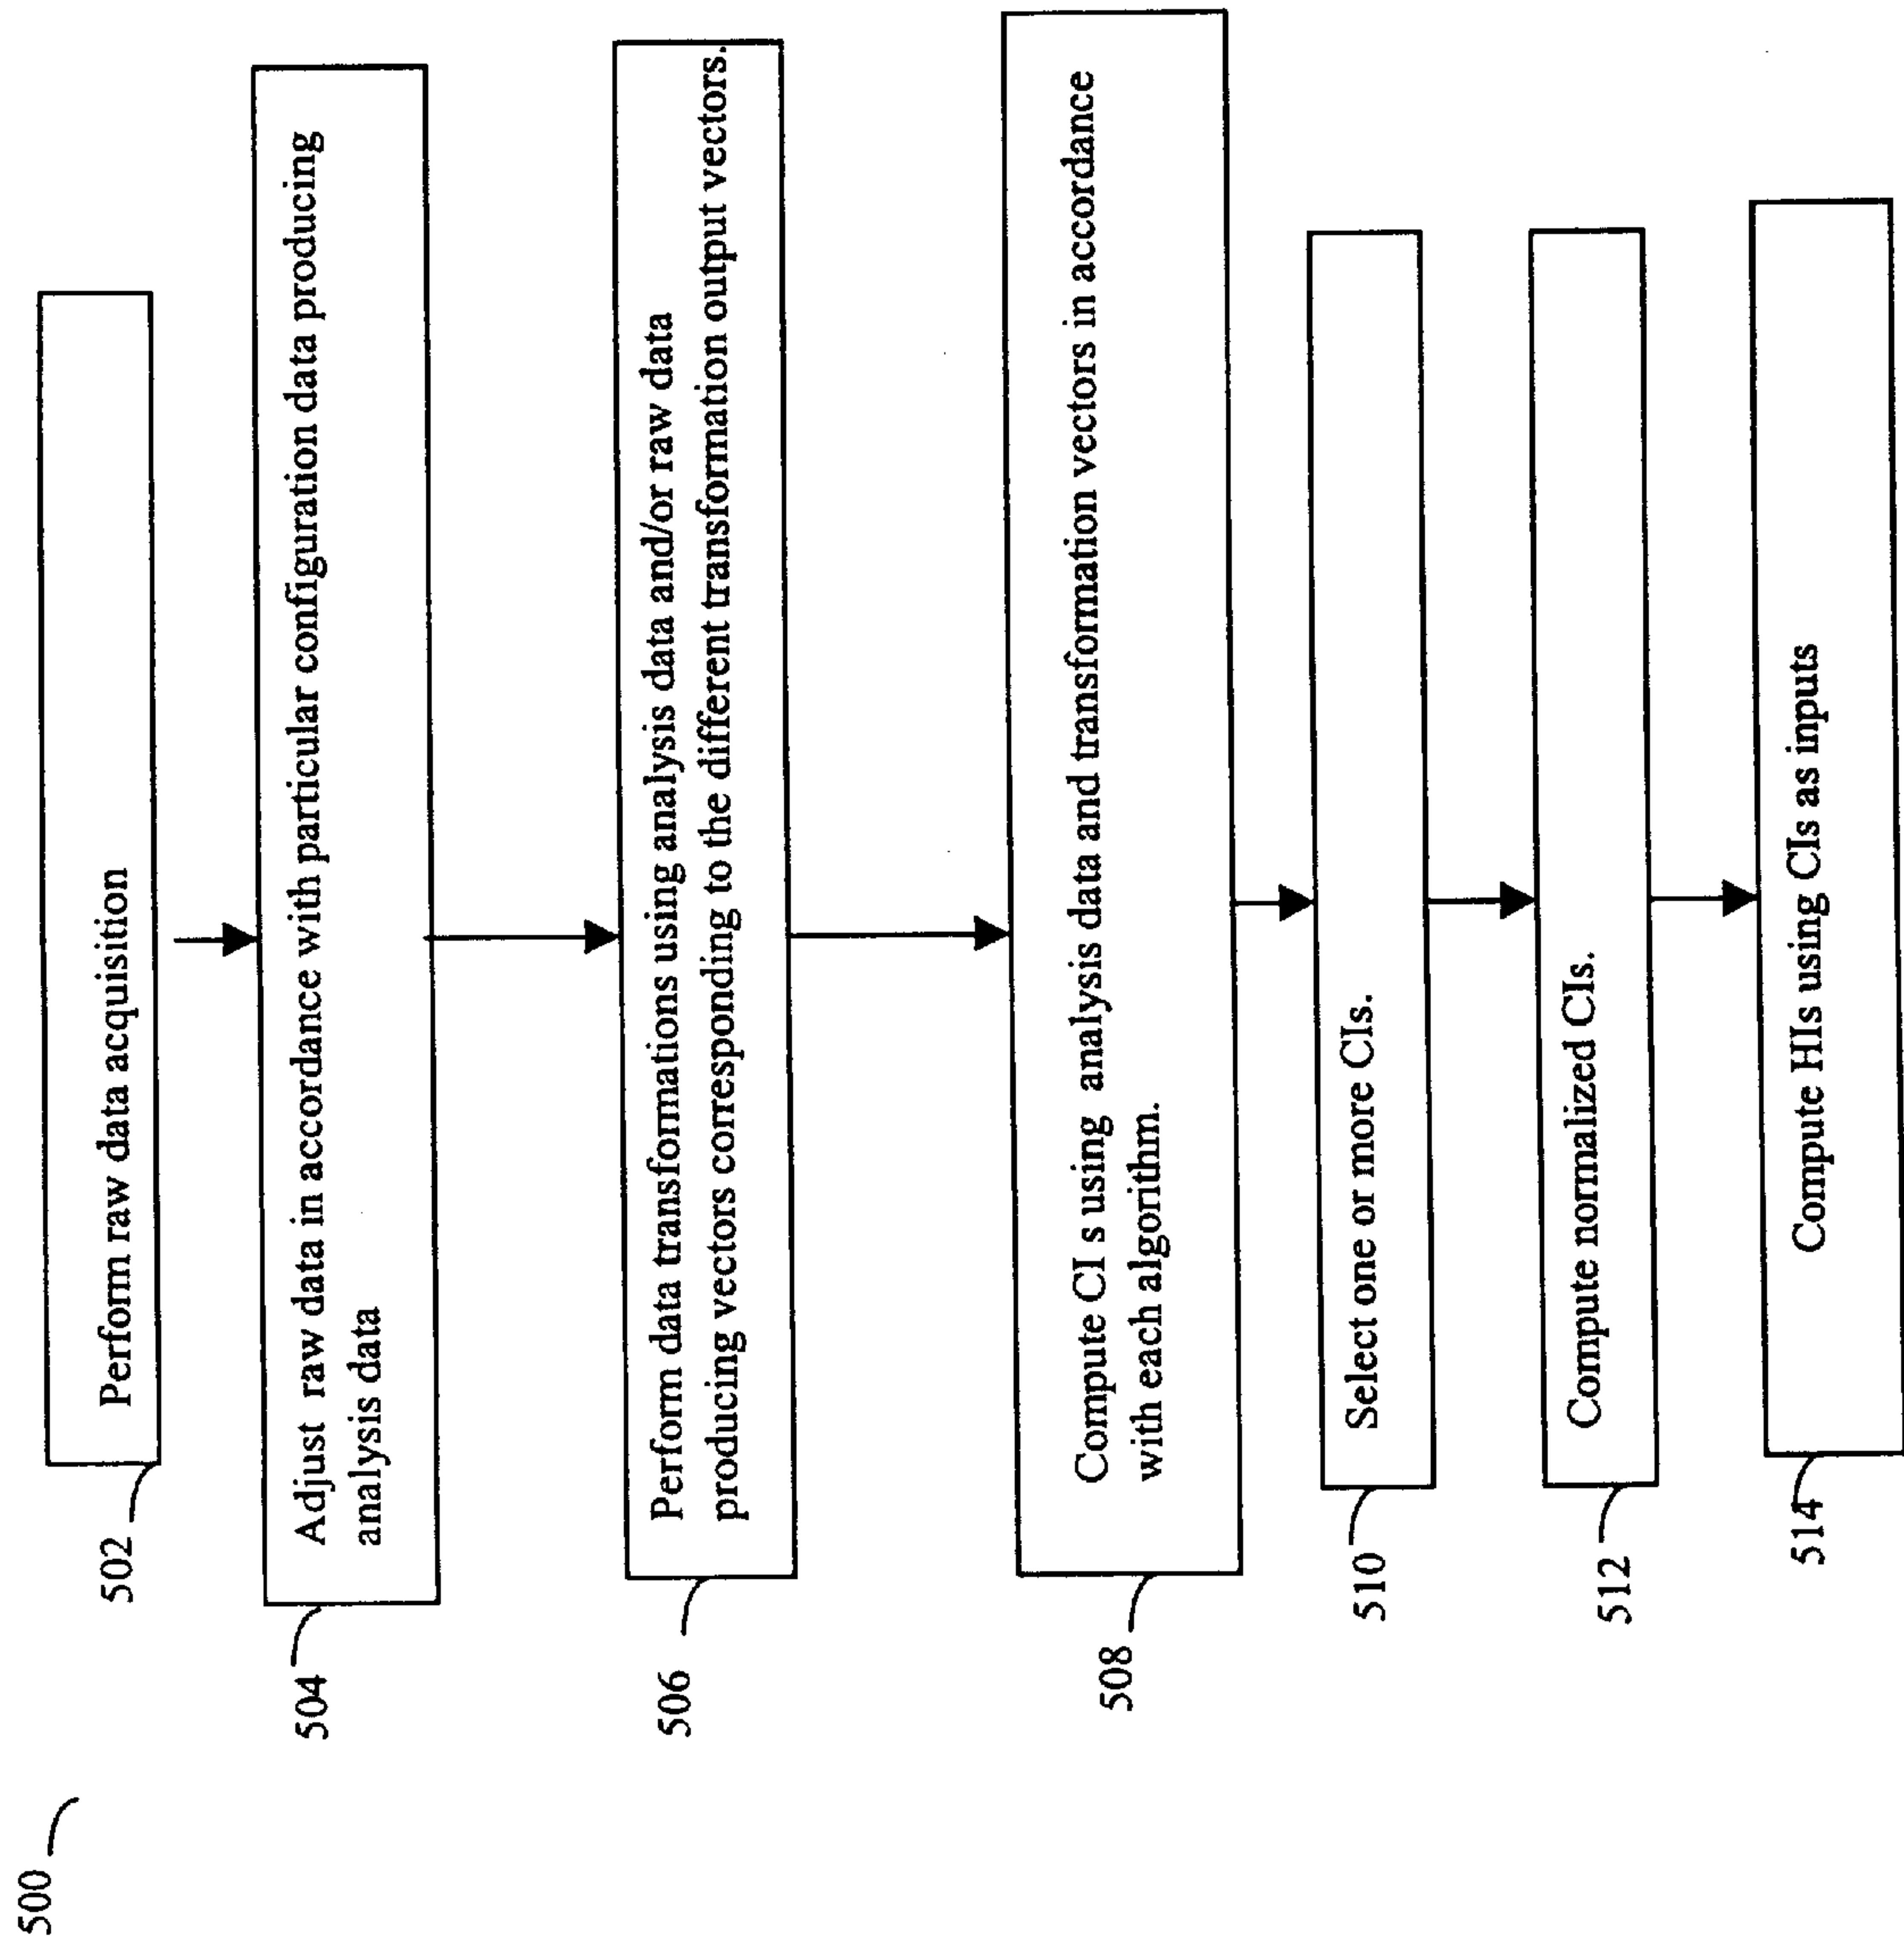 500
502
Perform raw data acquisition
504
Adjust raw data in accordance with particular configuration data producing
analysis data
506
Perform data transformations using analysis data and/or raw data
producing vectors corresponding to the different transformation output vectors.
508
Compute CI s using analysis data and transformation vectors in accordance
with each algorithm.
510
Select one or more CIs.
512
Compute normalized CIs.
514
Compute HIs using CIs as inputs